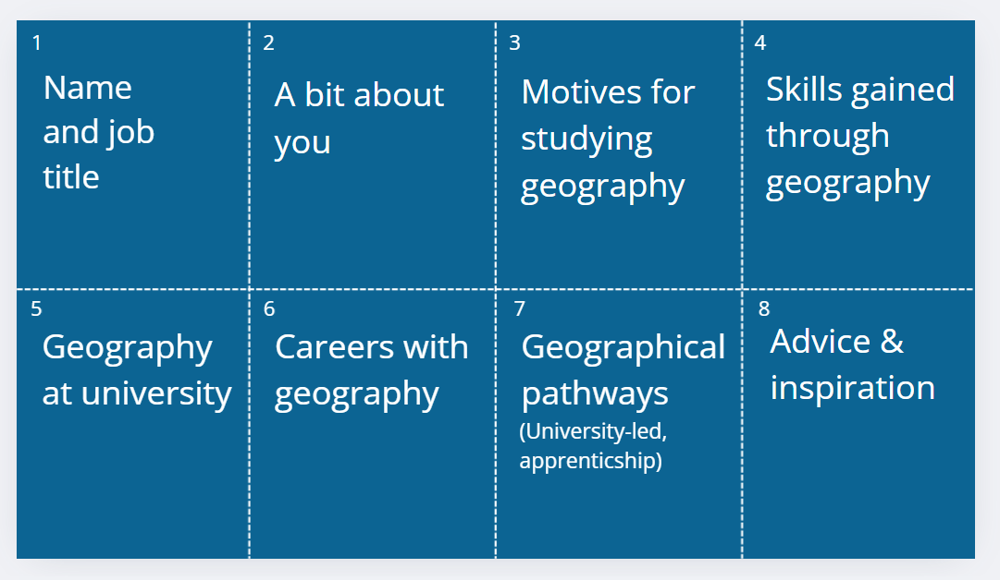 1
Name
and job
title
2
A bit about
you
3
Motives for
studying
geography
4
Skills gained
through
geography
5
Geography
at university
6
Careers with
geography
7
Geographical
pathways
(University-led,
apprenticship)
8
Advice &
inspiration